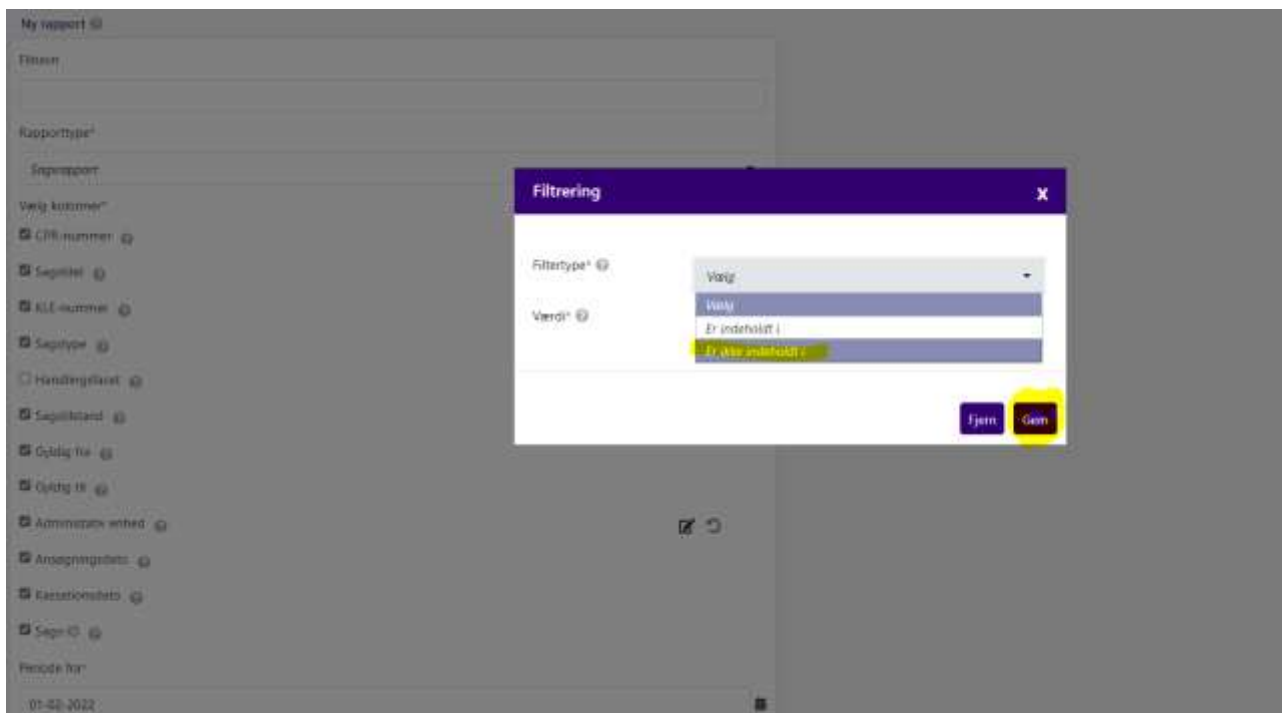 Ny rapport
Filnavn
Rapporttype*
Sagsrapport
Vælg kolonner*
CPR-nummer
Sagstitel
KLE-nummer
Sagstype
Handlingsfacet
Sagstilstand
Gyldig fra
Gyldig til
Administrativ enhed
Ansøgningsdato
Kassationsdato
Sags-ID
Periode fra*
01-02-2022
Filtrering
x
Filtertype*
Vælg
Vælg
Er indeholdt i
Er ikke indeholdt i
Værdi*
Fjern
Gem